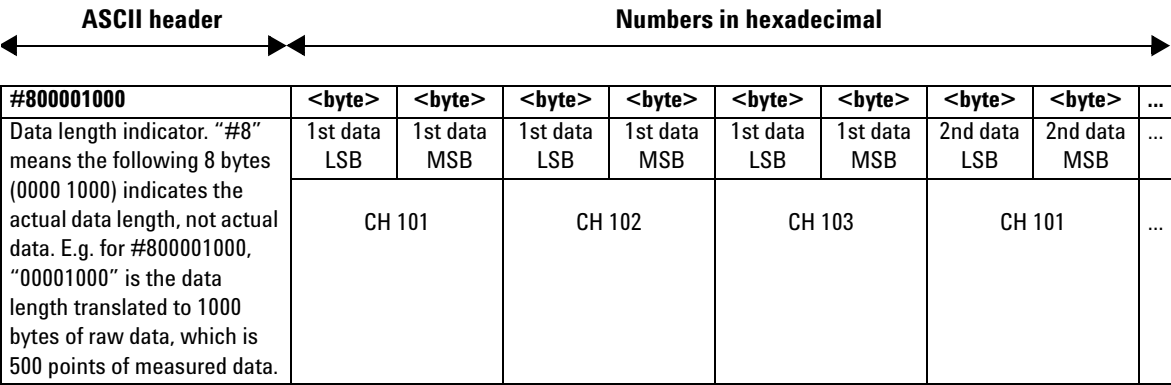 ASCII header Numbers in hexadecimal
#800001000 <byte> <byte> <byte> <byte> <byte> <byte> <byte> <byte> ...
Data length indicator. “#8” 1st data 1st data 1st data 1st data 1st data 1st data 2nd data 2nd data ...
means the following 8 bytes LSB MSB LSB MSB LSB MSB LSB MSB
(0000 1000) indicates the
actual data length, not actual CH 101 CH 102 CH 103 CH 101 ...
data. E.g. for #800001000,
“00001000” is the data
length translated to 1000
bytes of raw data, which is
500 points of measured data.